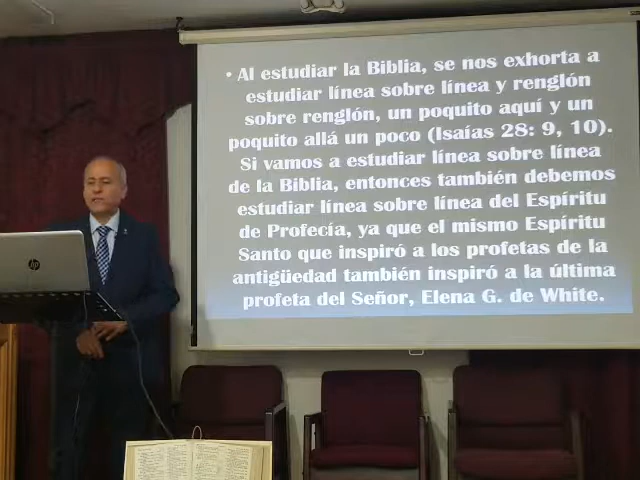 • Al estudiar la Biblia, se nos exhorta a
estudiar línea sobre línea y renglón
sobre renglón, un poquito aquí y un
poquito allá un poco (Isaías 28: 9, 10).
Si vamos a estudiar línea sobre línea
de la Biblia, entonces también debemos
estudiar línea sobre línea del Espíritu
de Profecía, ya que el mismo Espíritu
Santo que inspiró a los profetas de la
antigüedad también inspiró a la última
profeta del Señor, Elena G. de White.
hp